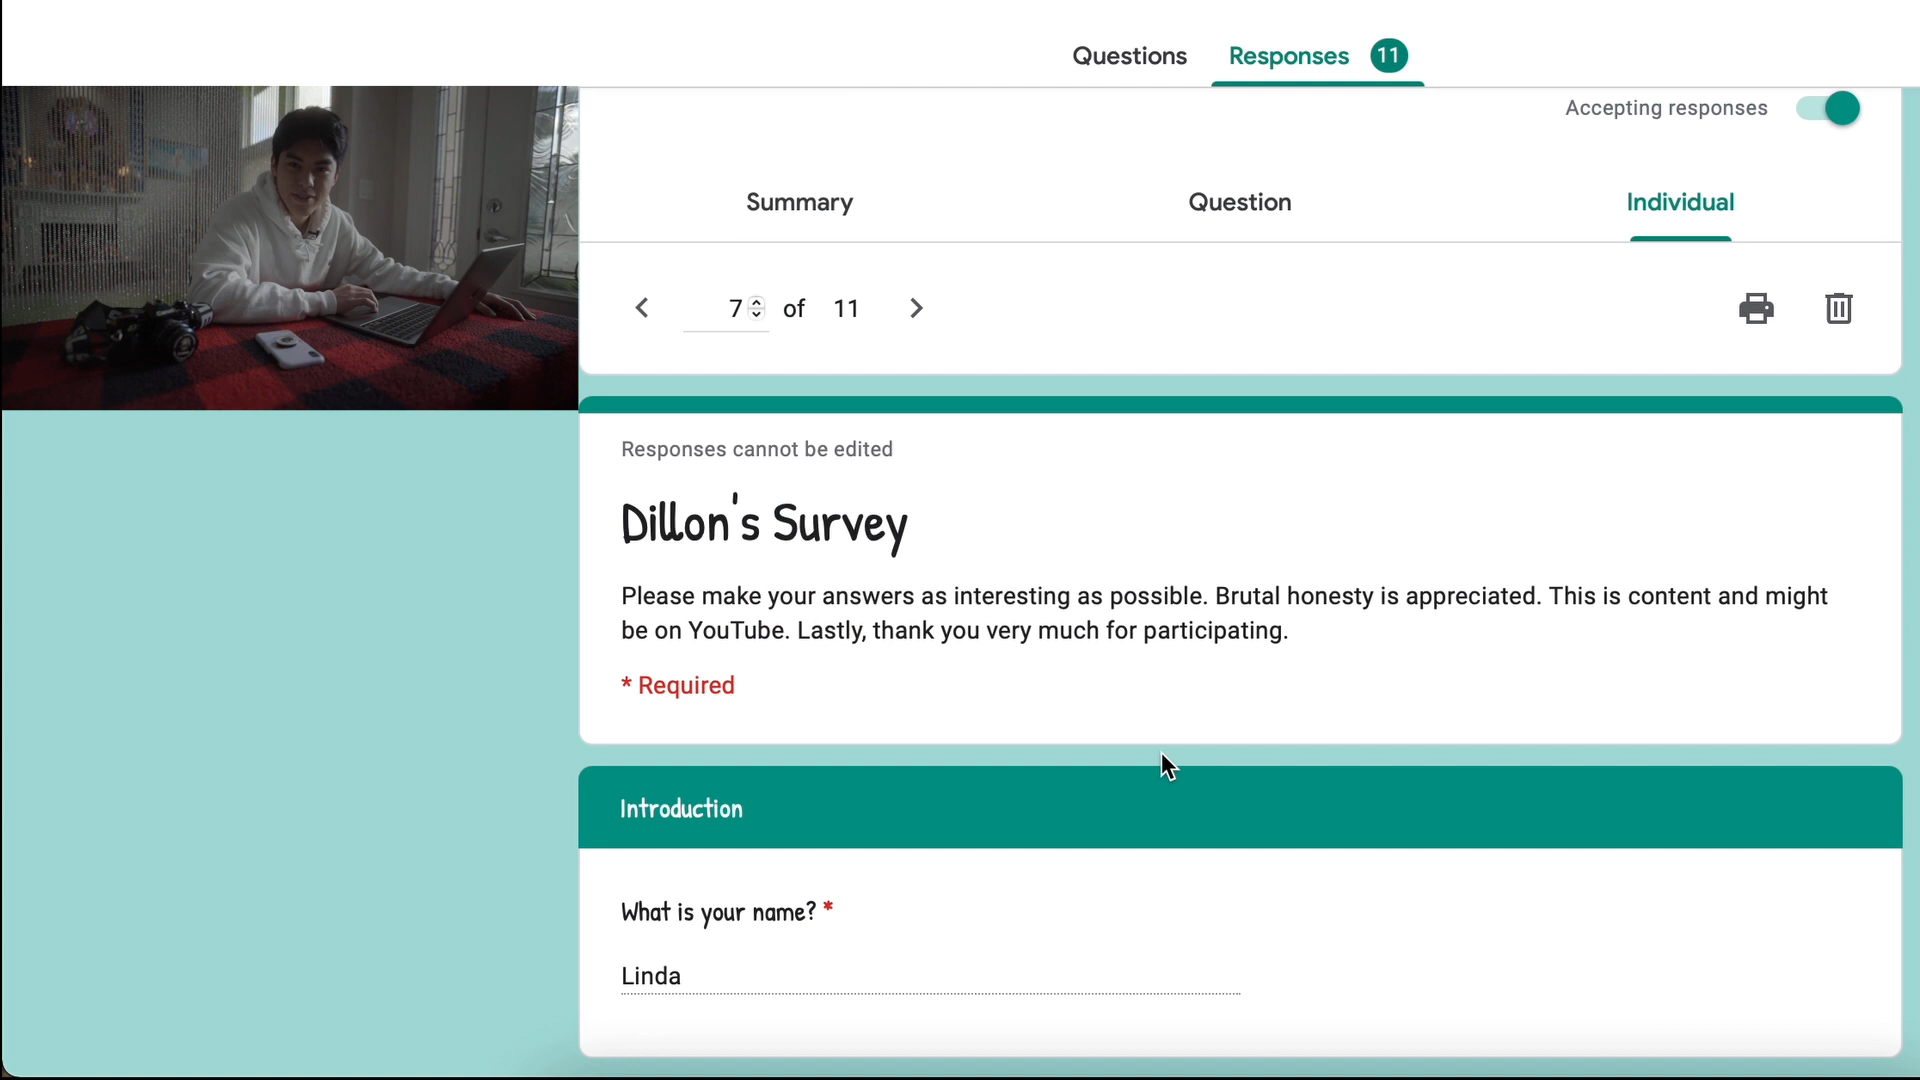 Questions Responses 11
Accepting responses
Summary Question Individual
7 of 11
Responses cannot be edited
Dillon's Survey
Please make your answers as interesting as possible. Brutal honesty is appreciated. This is content and might
be on YouTube. Lastly, thank you very much for participating.
* Required
Introduction
What is your name? *
Linda